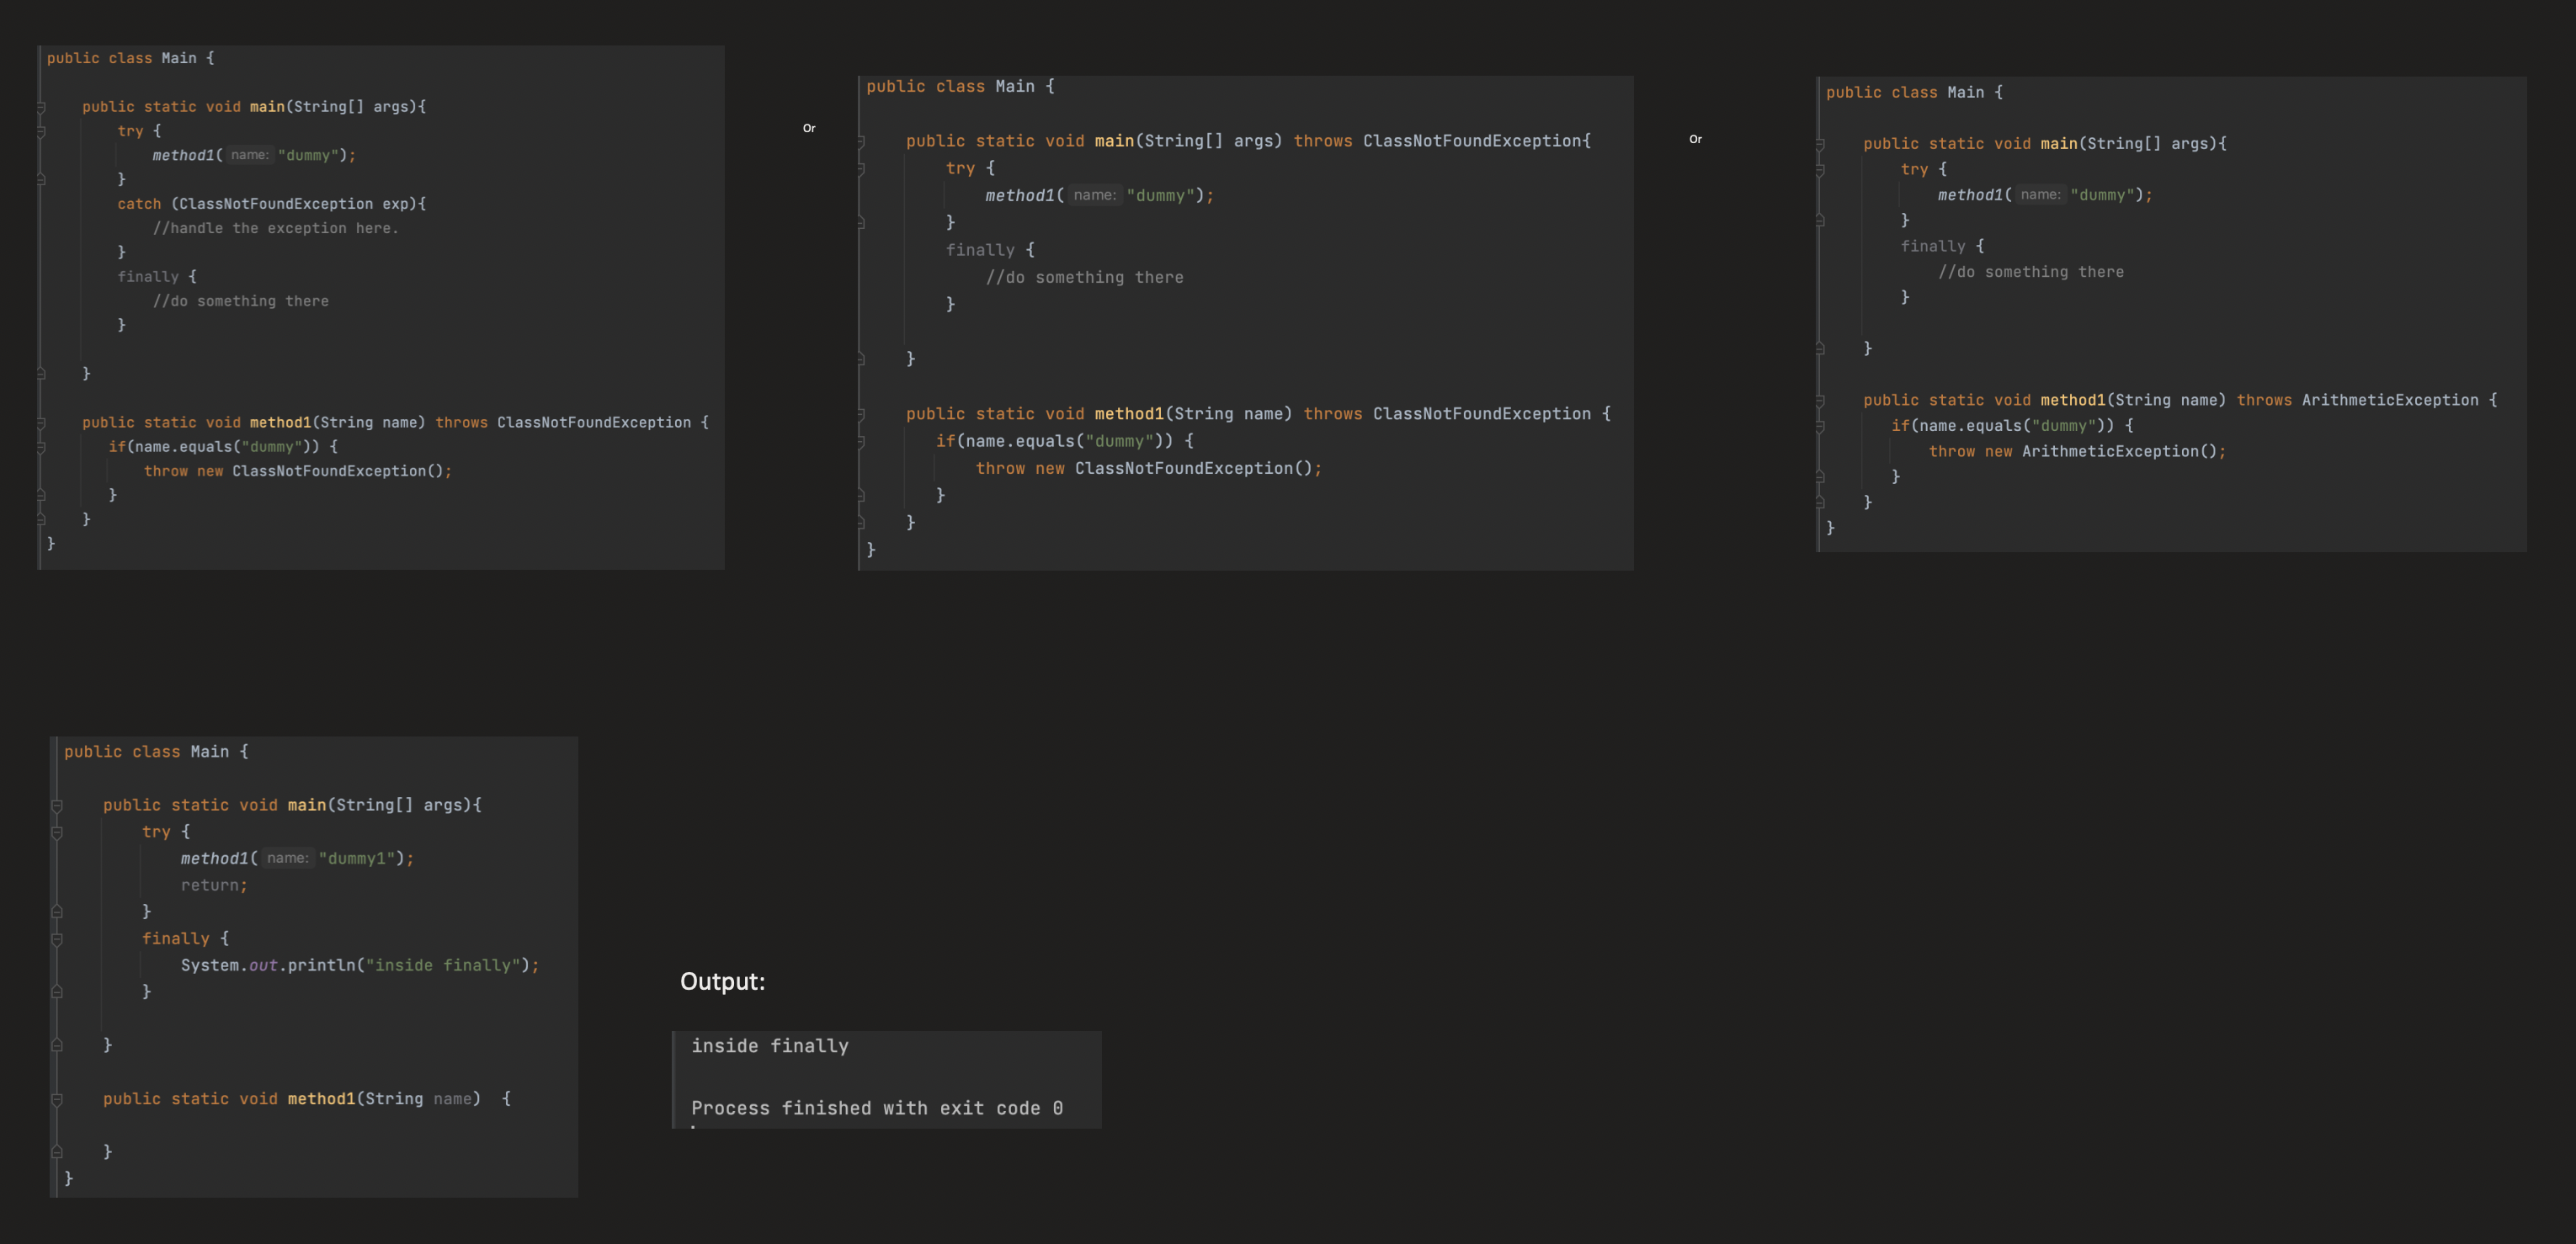 public class Main {
public static void main(String[] args){
try {
method1( name: "dummy");
}
catch (ClassNotFoundException exp){
//handle the exception here.
}
finally {
//do something there
}
}
public static void method1(String name) throws ClassNotFoundException {
if(name.equals("dummy")) {
throw new ClassNotFoundException();
}
}
}
Or
public class Main {
public static void main(String[] args) throws ClassNotFoundException{
try {
method1( name: "dummy");
}
finally {
//do something there
}
}
public static void method1(String name) throws ClassNotFoundException {
if(name.equals("dummy")) {
throw new ClassNotFoundException();
}
}
}
Or
public class Main {
public static void main(String[] args){
try {
method1( name: "dummy");
}
finally {
//do something there
}
}
public static void method1(String name) throws ArithmeticException {
if(name.equals("dummy")) {
throw new ArithmeticException();
}
}
}
public class Main {
public static void main(String[] args){
try {
method1( name: "dummy1");
return;
}
finally {
System.out.println("inside finally");
}
}
public static void method1(String name) {
}
}
Output:
inside finally
Process finished with exit code 0